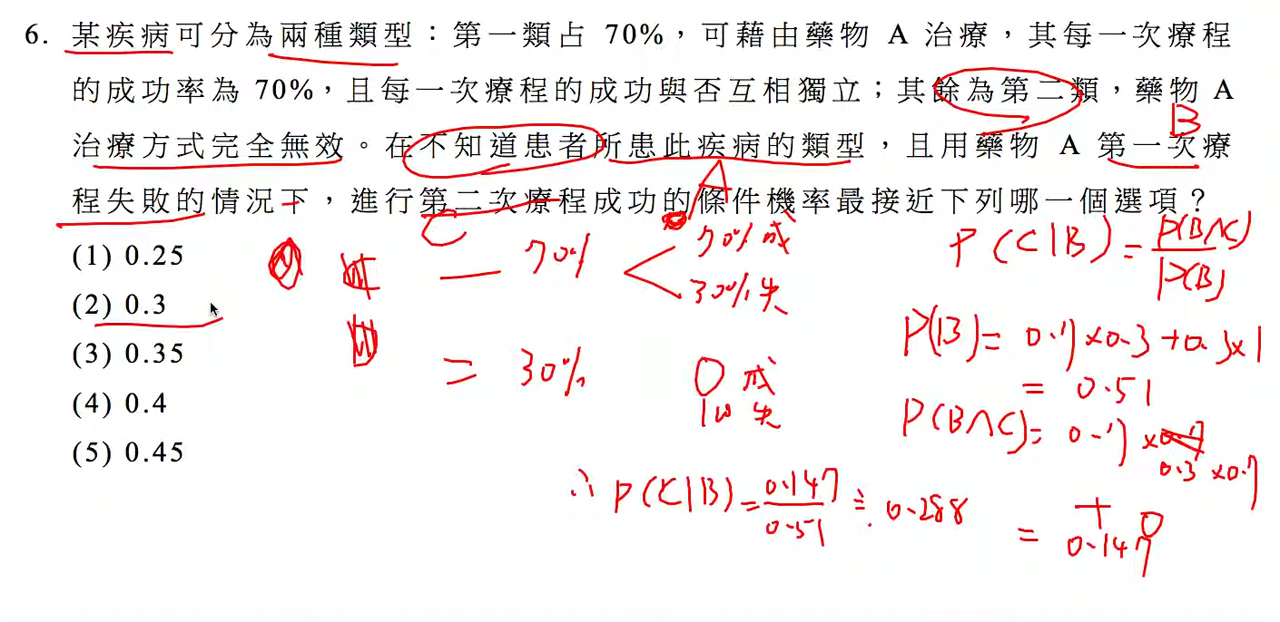 6. 某疾病可分為兩種類型：第一類占 70%，可藉由藥物 A 治療，其每一次療程
的成功率為 70%，且每一次療程的成功與否互相獨立；其餘為第二類，藥物 A
治療方式完全無效。在不知道患者所患此疾病的類型，且用藥物 A 第一次療
程失敗的情況下，進行第二次療程成功的條件機率最接近下列哪一個選項？
(1) 0.25
(2) 0.3
(3) 0.35
(4) 0.4
(5) 0.45
B
A
C
一 70% < 70% 成
30% 失
二 30% 0 成
100 失
P(C|B) = P(B∩C)
P(B)
P(B) = 0.7×0.3+0.3×1
= 0.51
P(B∩C) = 0.7×
0.3×0.7
+ 0
= 0.147
∴ P(C|B) = 0.147
0.51
≒ 0.288